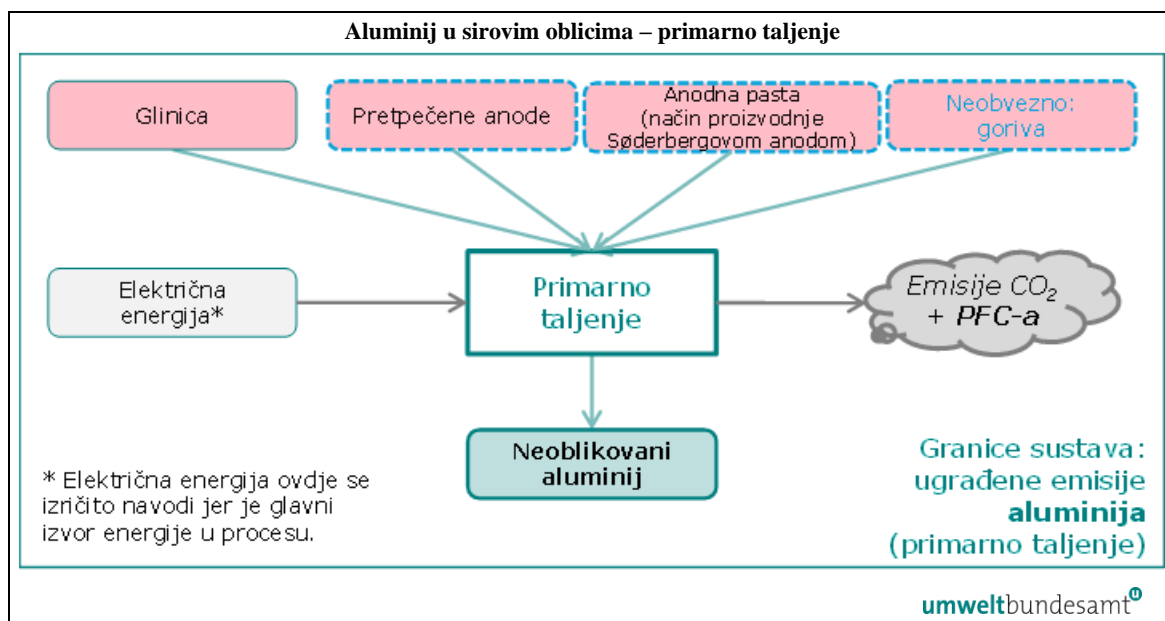 Aluminij u sirovim oblicima – primarno taljenje
Glinica
Pretpečene anode
Anodna pasta
(način proizvodnje
Søderbergovom anodom)
Neobvezno:
goriva
Električna
energija*
Primarno
taljenje
Emisije CO₂
+ PFC-a
Neoblikovani
aluminij
* Električna energija ovdje se
izričito navodi jer je glavni
izvor energije u procesu.
Granice sustava:
ugrađene emisije
aluminija
(primarno taljenje)
umweltbundesamtᵘ